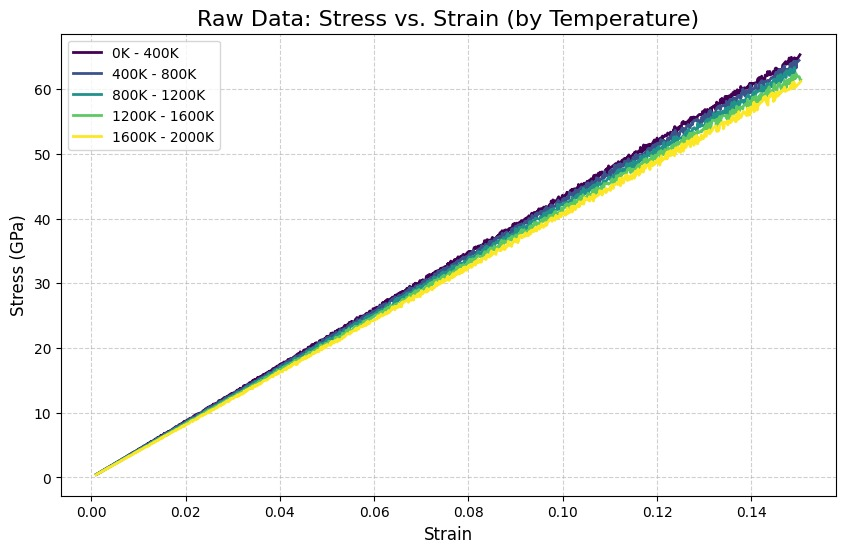 Raw Data: Stress vs. Strain (by Temperature)
0K - 400K
400K - 800K
800K - 1200K
1200K - 1600K
1600K - 2000K
Stress (GPa)
60
50
40
30
20
10
0
0.00 0.02 0.04 0.06 0.08 0.10 0.12 0.14
Strain